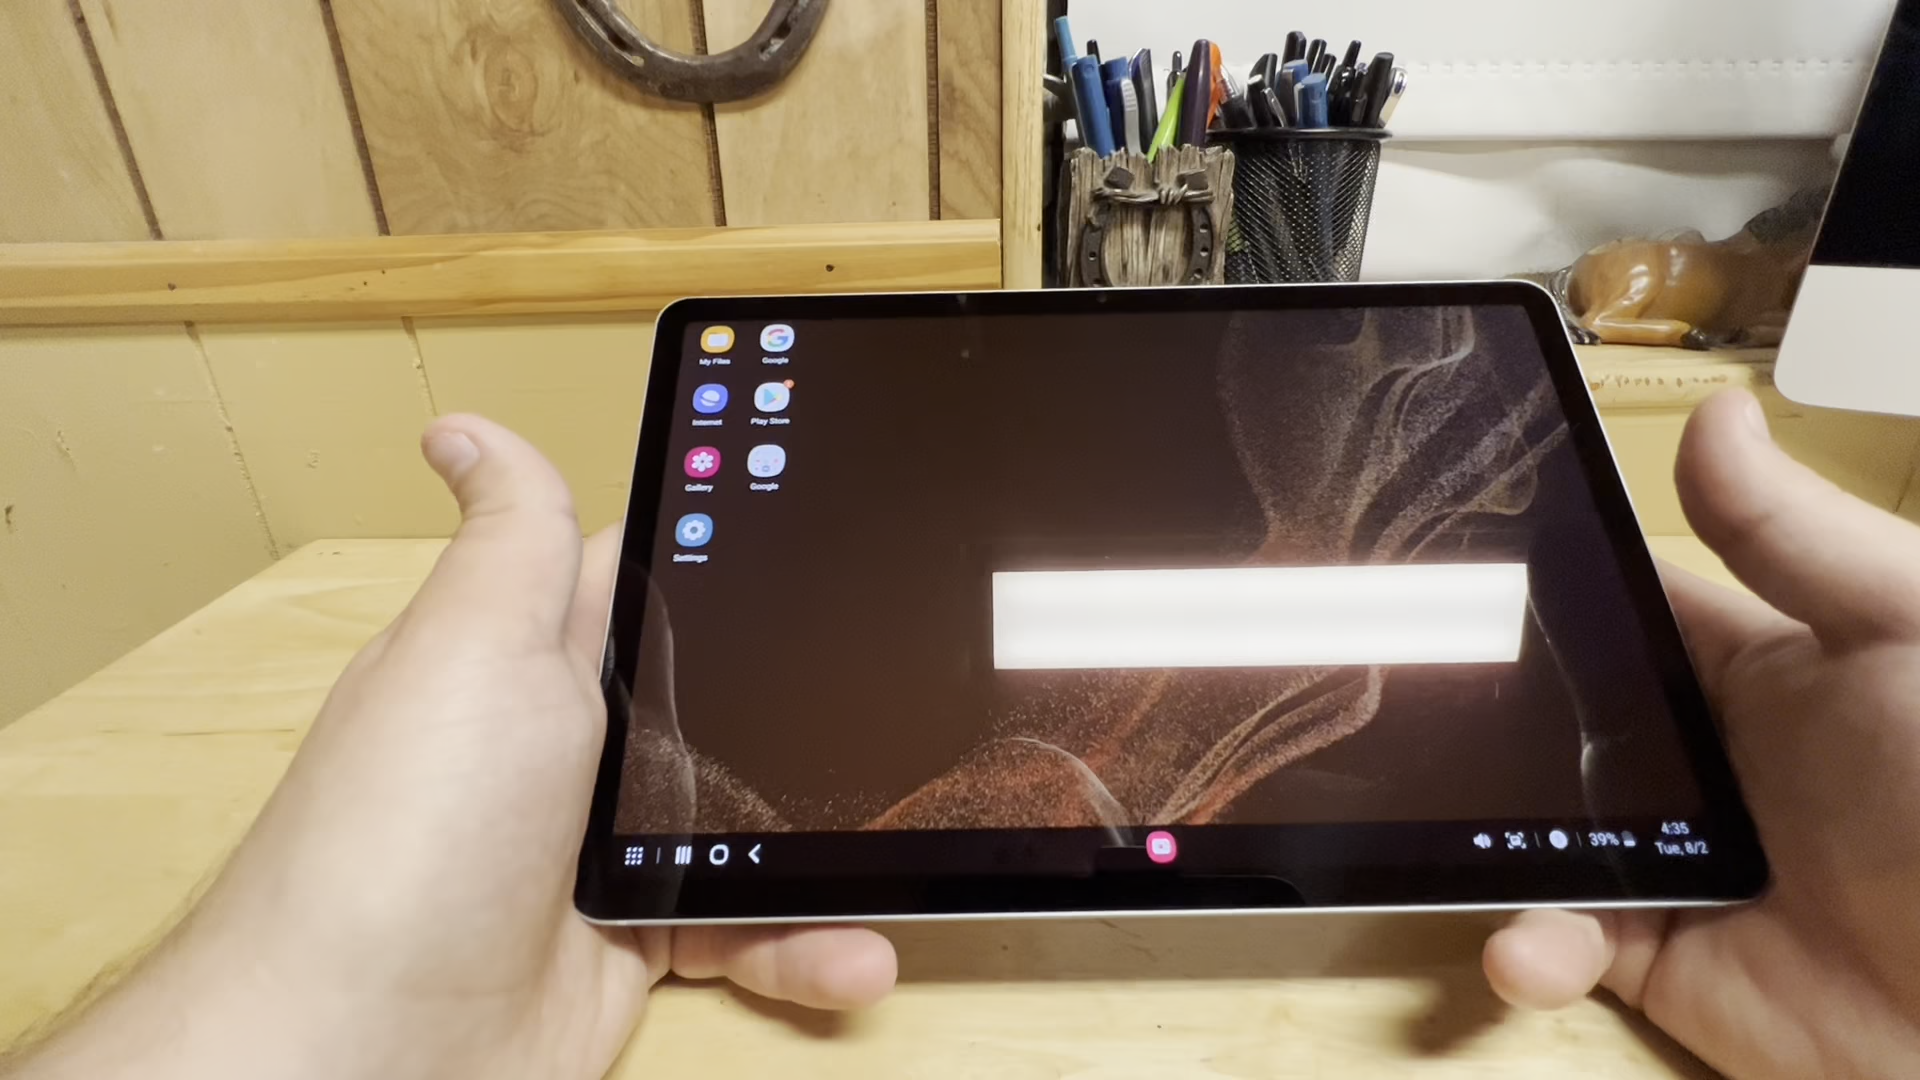 My Files
Google
Internet
Play Store
Gallery
Google
Settings
39%
4:35
Tue, 8/2